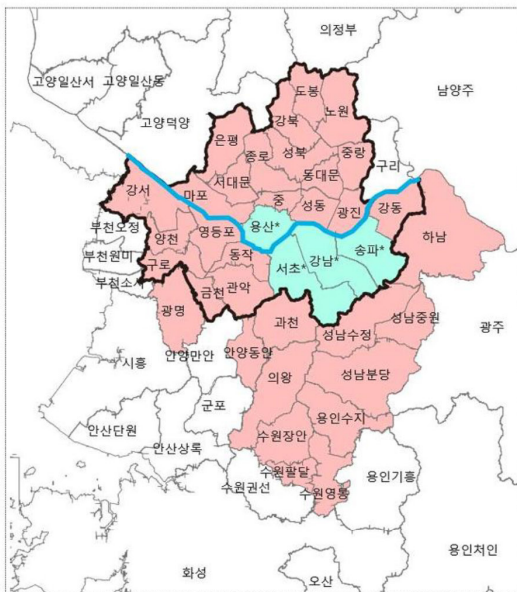 의정부
고양일산서
고양일산동
도봉
남양주
노원
강북
고양덕양
은평
성북
종로
중랑
구리
서대문
동대문
강서
마포
중
성동
광진
강동
용산*
부천오정
양천
영등포
하남
송파*
강남*
동작
서초*
부천원미
구로
부천소사
금천
관악
광명
과천
성남중원
성남수정
광주
안양만안
안양동안
시흥
의왕
성남분당
군포
용인수지
안산단원
수원장안
안산상록
수원팔달
용인기흥
수원권선
수원영통
용인처인
화성
오산